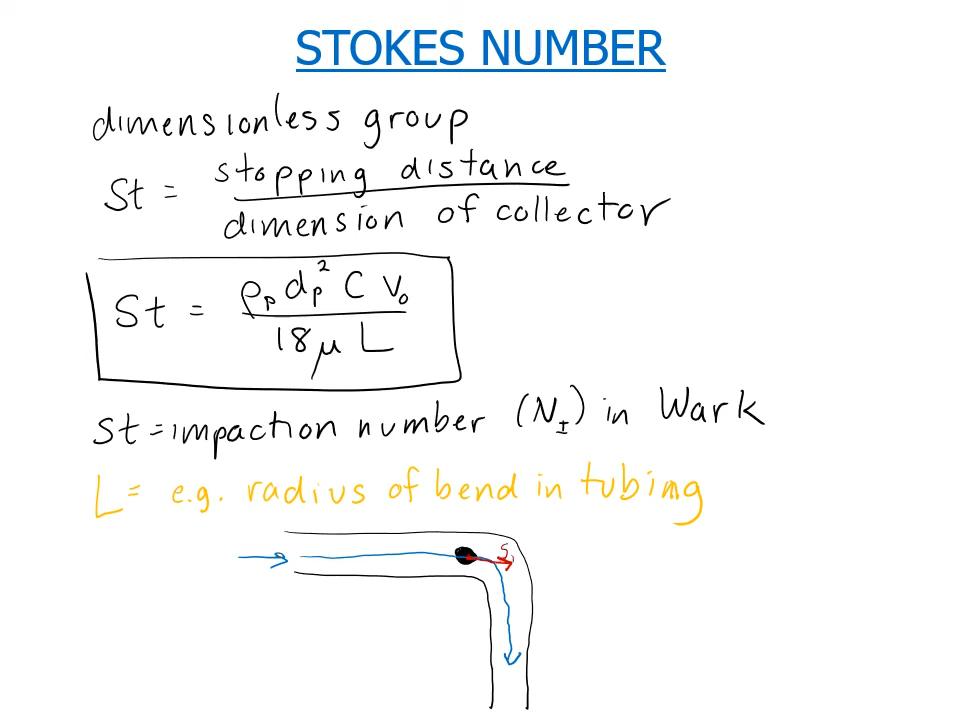 STOKES NUMBER
dimensionless group
St = stopping distance / dimension of collector
St = ρp dp² C v₀ / 18 μ L
St = impaction number (N_I) in Wark
L = e.g. radius of bend in tubing
S